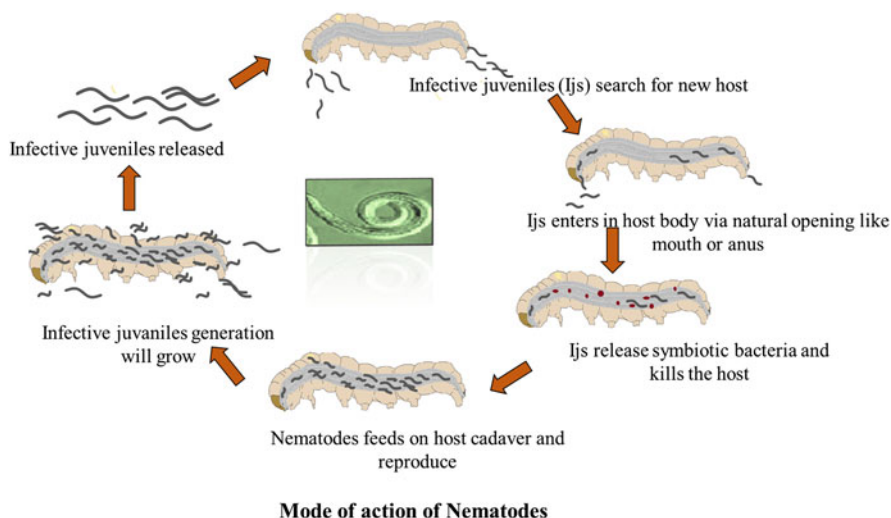 Infective juveniles (Ijs) search for new host
Ijs enters in host body via natural opening like
mouth or anus
Ijs release symbiotic bacteria and
kills the host
Nematodes feeds on host cadaver and
reproduce
Infective juvaniles generation
will grow
Infective juveniles released
Mode of action of Nematodes